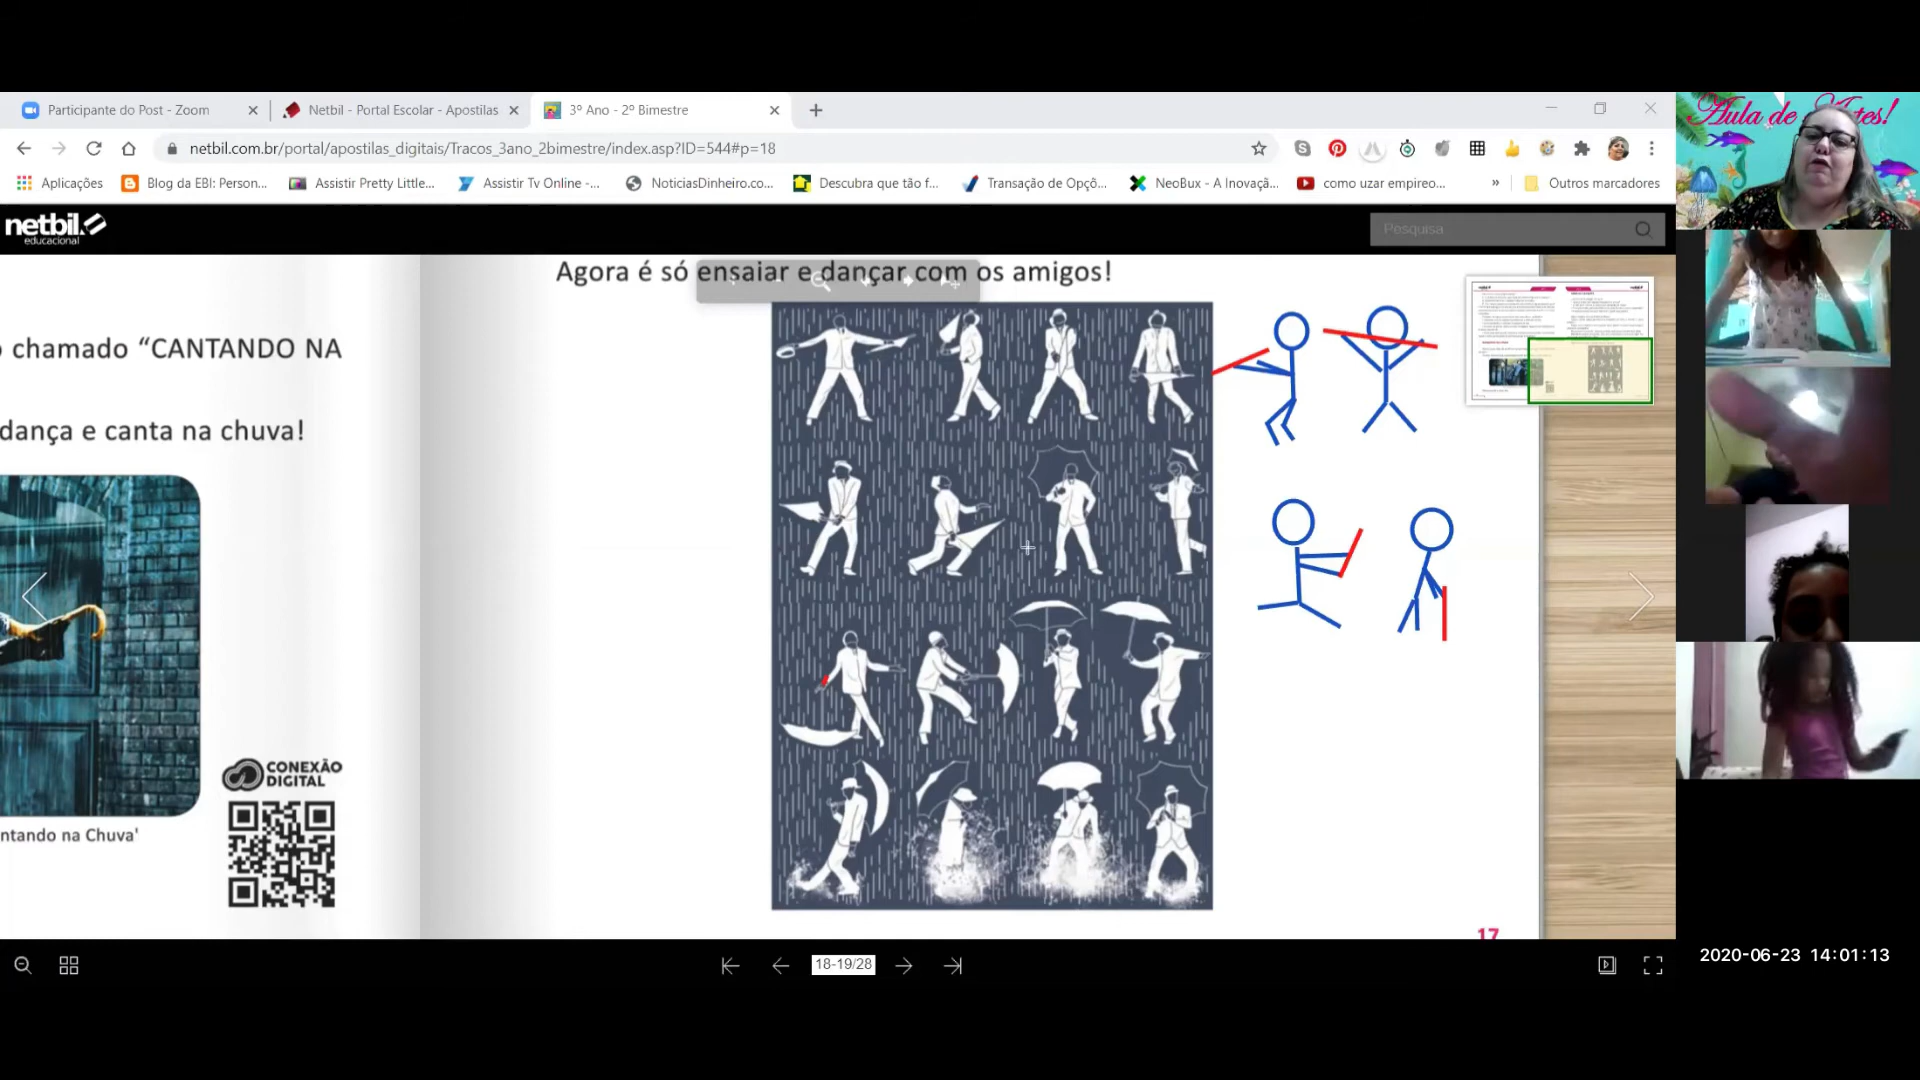 Participante do Post - Zoom
Netbil - Portal Escolar - Apostilas
3º Ano - 2º Bimestre
netbil.com.br/portal/apostilas_digitais/Tracos_3ano_2bimestre/index.asp?ID=544#p=18
Aplicações
Blog da EBI: Person...
Assistir Pretty Little...
Assistir Tv Online -...
NoticiasDinheiro.co...
Descubra que tão f...
Transação de Opçõ...
NeoBux - A Inovaçã...
como uzar empireo...
»
Outros marcadores
netbil
educacional
Pesquisa
Aula de Artes!
Agora é só ensaiar e dançar com os amigos!
o chamado “CANTANDO NA
dança e canta na chuva!
CONEXÃO
DIGITAL
ntando na Chuva'
17
18-19/28
2020-06-23 14:01:13